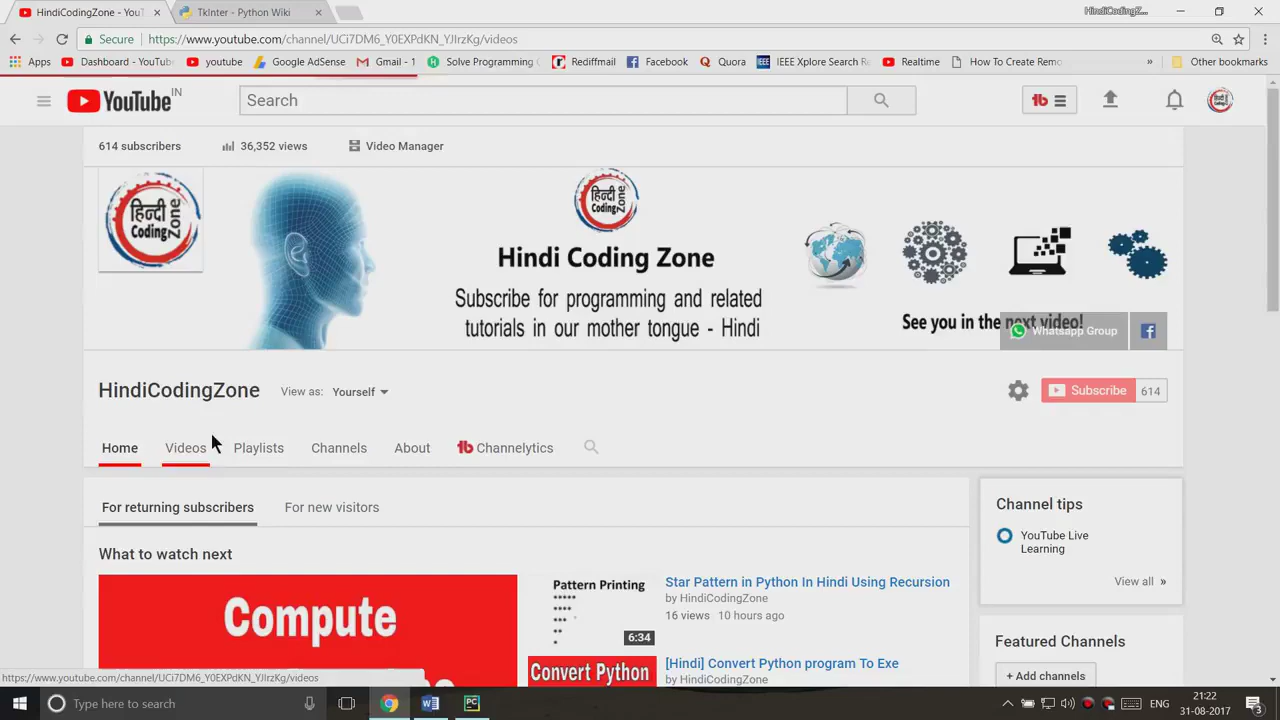 HindiCodingZone - YouT
TkInter - Python Wiki
HindiCodingZ...
Secure
https://www.youtube.com/channel/UCi7DM6_Y0EXPdKN_YJIrzKg/videos
Apps
Dashboard - YouTub
youtube
Google AdSense
Gmail - 1
Solve Programming
Rediffmail
Facebook
Quora
IEEE Xplore Search Re
Realtime
How To Create Remo
»
Other bookmarks
YouTube IN
Search
tb
614 subscribers
36,352 views
Video Manager
हिन्दी
Coding
Zone
हिन्दी
Coding
Zone
Hindi Coding Zone
Subscribe for programming and related
tutorials in our mother tongue - Hindi
See you in the next video!
Whatsapp Group
HindiCodingZone
View as: Yourself
Subscribe 614
Home
Videos
Playlists
Channels
About
tb Channelytics
For returning subscribers
For new visitors
What to watch next
Compute
Pattern Printing
*****
****
***
**
*
6:34
Star Pattern in Python In Hindi Using Recursion
by HindiCodingZone
16 views 10 hours ago
Convert Python
[Hindi] Convert Python program To Exe
by HindiCodingZone
Channel tips
YouTube Live
Learning
View all »
Featured Channels
+ Add channels
https://www.youtube.com/channel/UCi7DM6_Y0EXPdKN_YJIrzKg/videos
Type here to search
ENG
21:22
31-08-2017
3